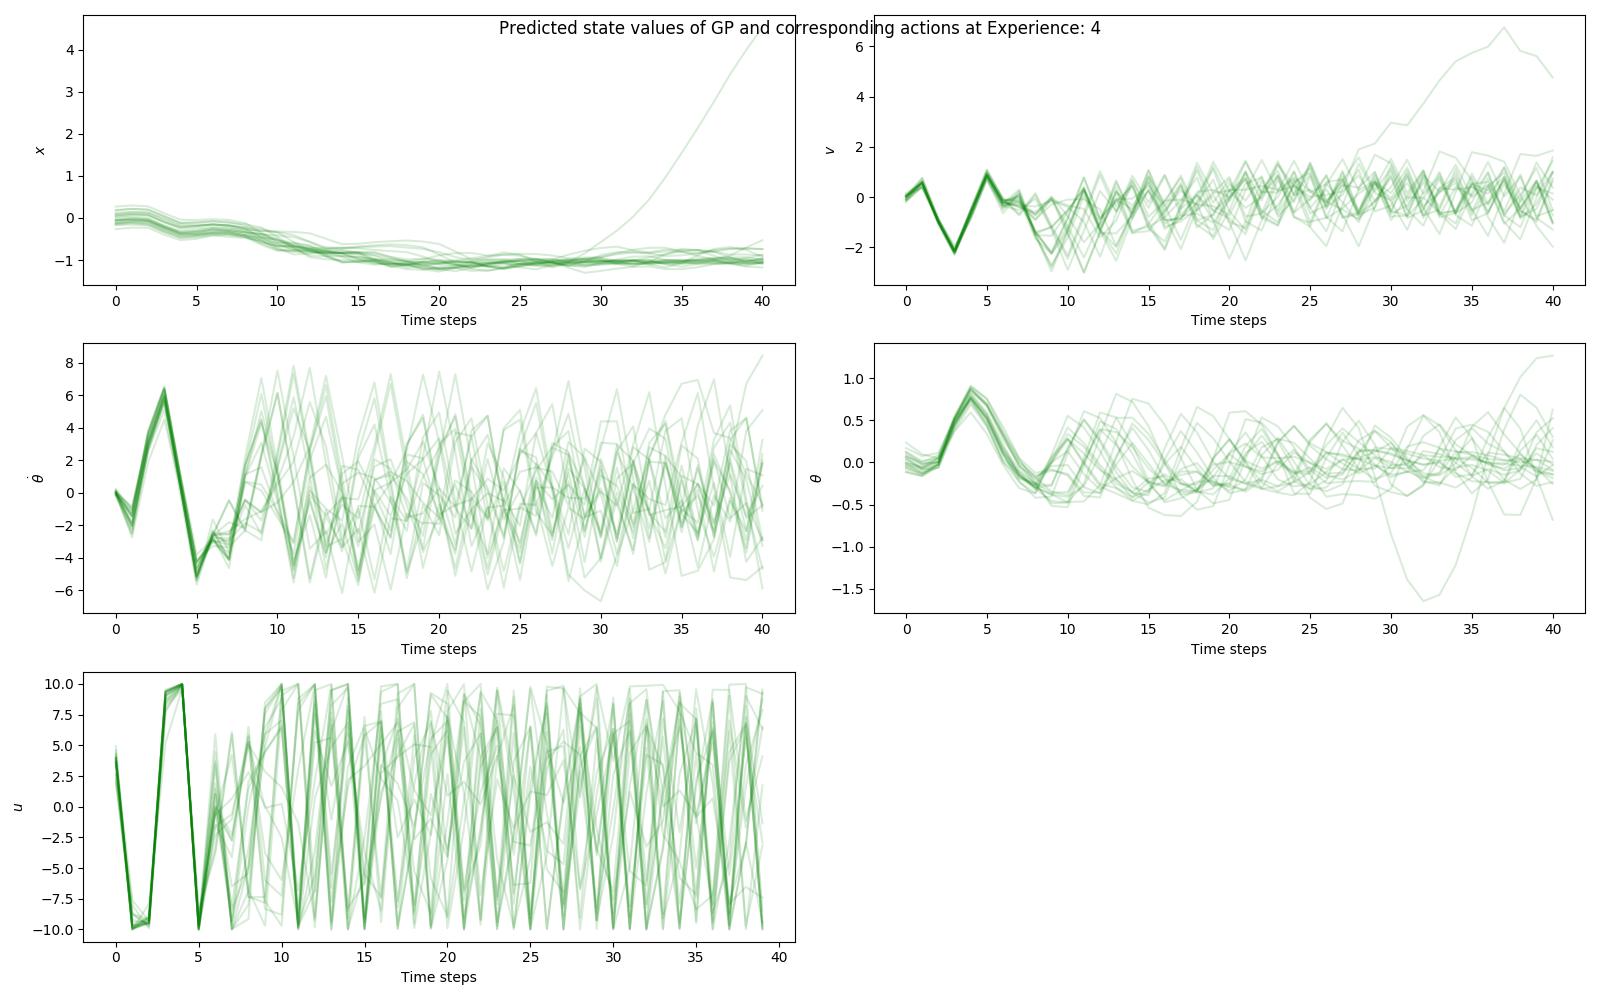 Predicted state values of GP and corresponding actions at Experience: 4
4
3
2
1
0
−1
x
0 5 10 15 20 25 30 35 40
Time steps
6
4
2
0
−2
v
0 5 10 15 20 25 30 35 40
Time steps
8
6
4
2
0
−2
−4
−6
θ̇
0 5 10 15 20 25 30 35 40
Time steps
1.0
0.5
0.0
−0.5
−1.0
−1.5
θ
0 5 10 15 20 25 30 35 40
Time steps
10.0
7.5
5.0
2.5
0.0
−2.5
−5.0
−7.5
−10.0
u
0 5 10 15 20 25 30 35 40
Time steps